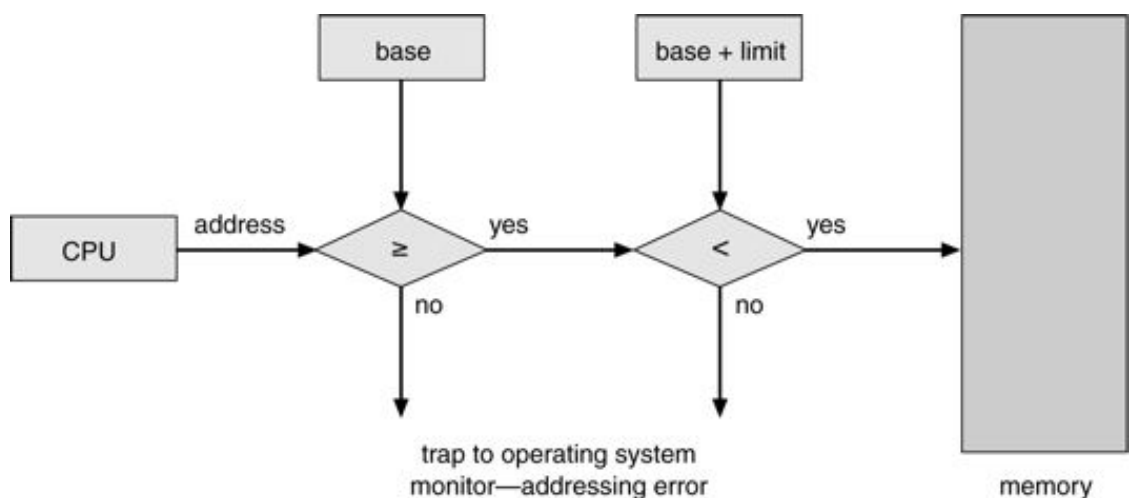 base
base + limit
CPU
address
≥
yes
<
yes
no
no
trap to operating system
monitor—addressing error
memory